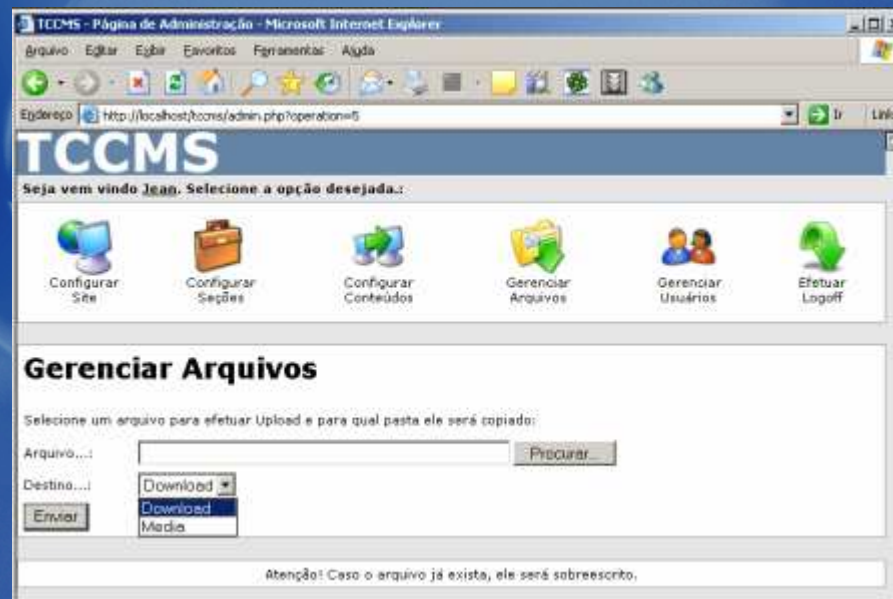 TCCMS - Página de Administração - Microsoft Internet Explorer
Arquivo Editar Exibir Favoritos Ferramentas Ajuda
Endereço http://localhost/tccms/admin.php?operation=5 Ir Link
TCCMS
Seja vem vindo Jean. Selecione a opção desejada.:
Configurar Site
Configurar Seções
Configurar Conteúdos
Gerenciar Arquivos
Gerenciar Usuários
Efetuar Logoff
Gerenciar Arquivos
Selecione um arquivo para efetuar Upload e para qual pasta ele será copiado:
Arquivo...: Procurar...
Destino...: Download
Download
Enviar
Media
Atenção! Caso o arquivo já exista, ele será sobreescrito.